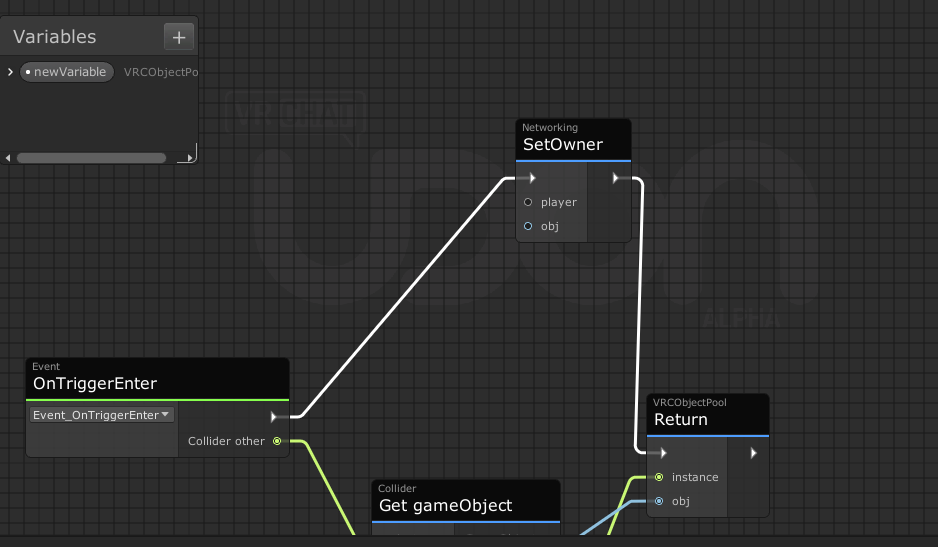 Variables
+
newVariable VRCObjectPo
VRCHAT
Networking
SetOwner
player
obj
udon
ALPHA
Event
OnTriggerEnter
Event_OnTriggerEnter
Collider other
VRCObjectPool
Return
instance
obj
Collider
Get gameObject